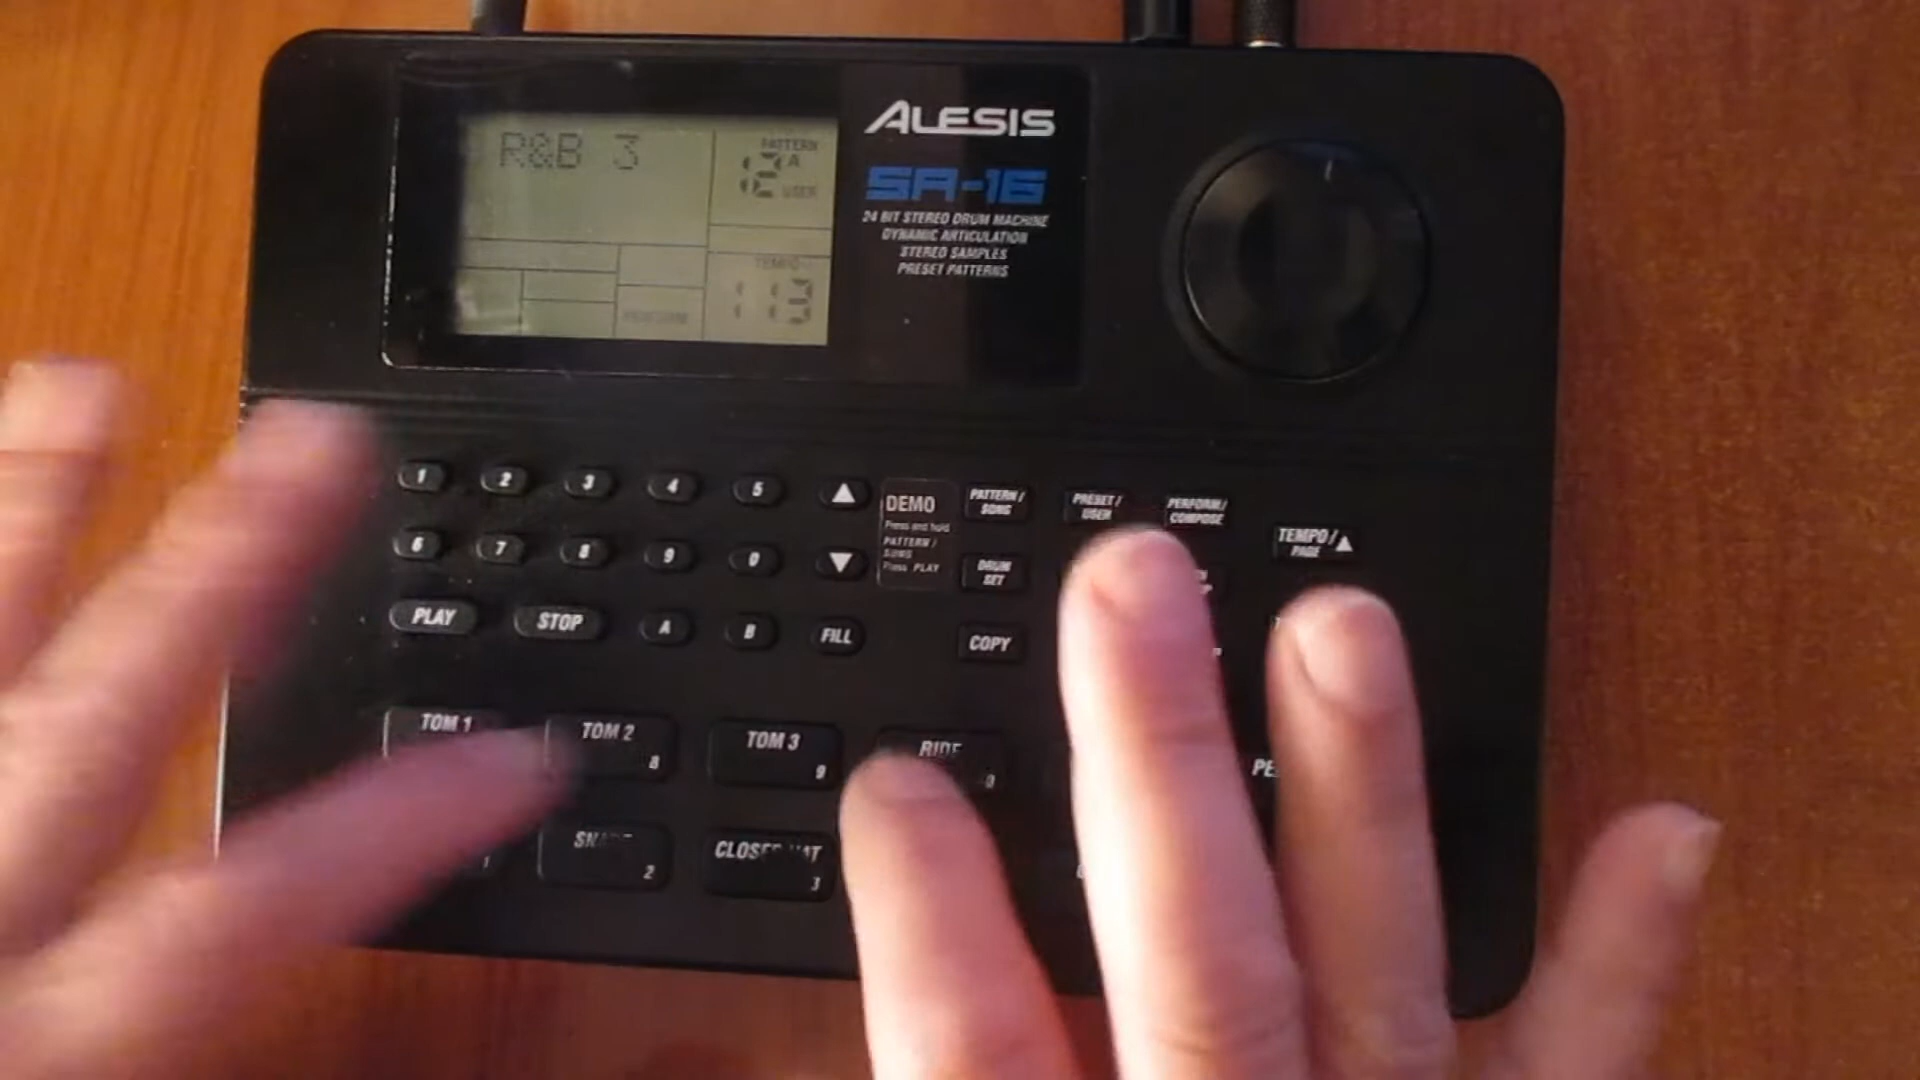 R&B 3
PATTERN
12 A
USER
TEMPO
113
ALESIS
SR-16
24 BIT STEREO DRUM MACHINE
DYNAMIC ARTICULATION
STEREO SAMPLES
PRESET PATTERNS
1 2 3 4 5
6 7 8 9 0
DEMO
Press and hold
PATTERN /
SONG
Press PLAY
PATTERN /
SONG
PRESET /
USER
PERFORM /
COMPOSE
TEMPO /
PAGE
DRUM
SET
PLAY STOP A B FILL
COPY
TOM 1
TOM 2
8
TOM 3
9
RIDE
0
1
2
3